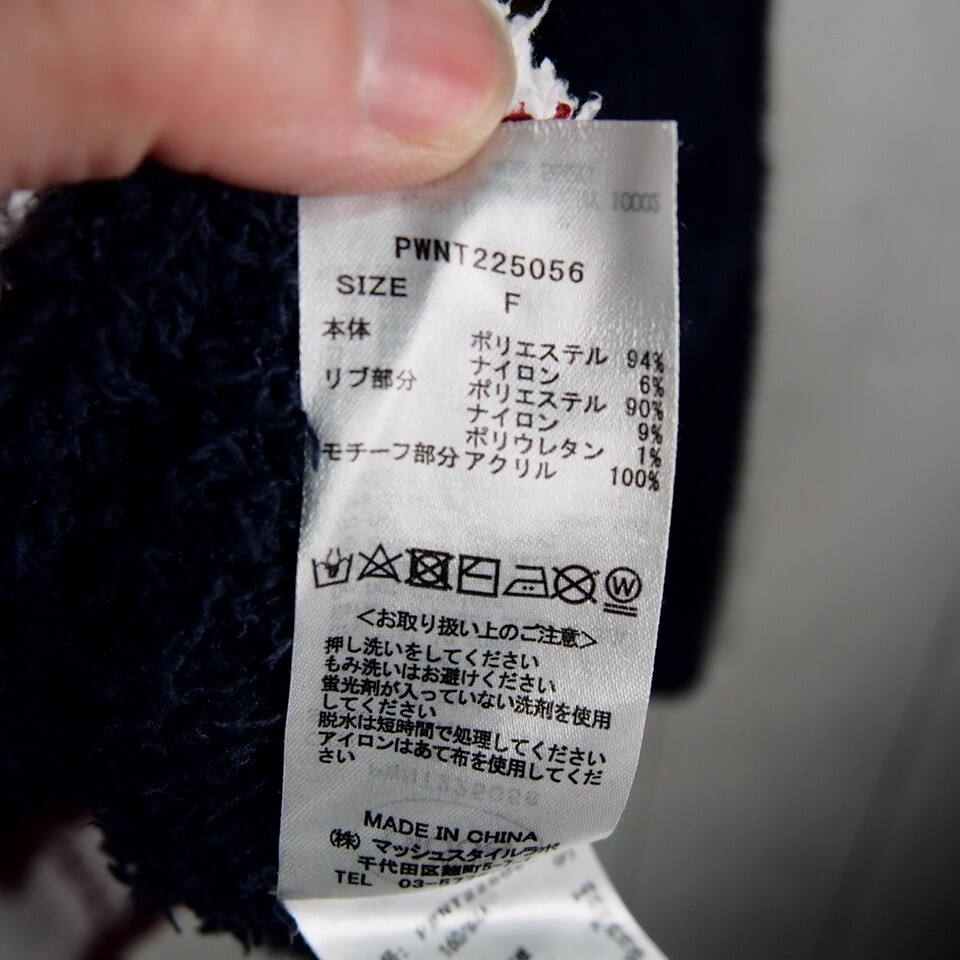 PWNT225056
SIZE F
本体 ポリエステル 94%
ナイロン 6%
リブ部分 ポリエステル 90%
ナイロン 9%
ポリウレタン 1%
モチーフ部分 アクリル 100%
W
<お取り扱い上のご注意>
押し洗いをしてください
もみ洗いはお避けください
蛍光剤が入っていない洗剤を使用
してください
脱水は短時間で処理してください
アイロンはあて布を使用してくだ
さい
MADE IN CHINA
(株) マッシュスタイルラボ
千代田区麹町5-7-
TEL 03-57